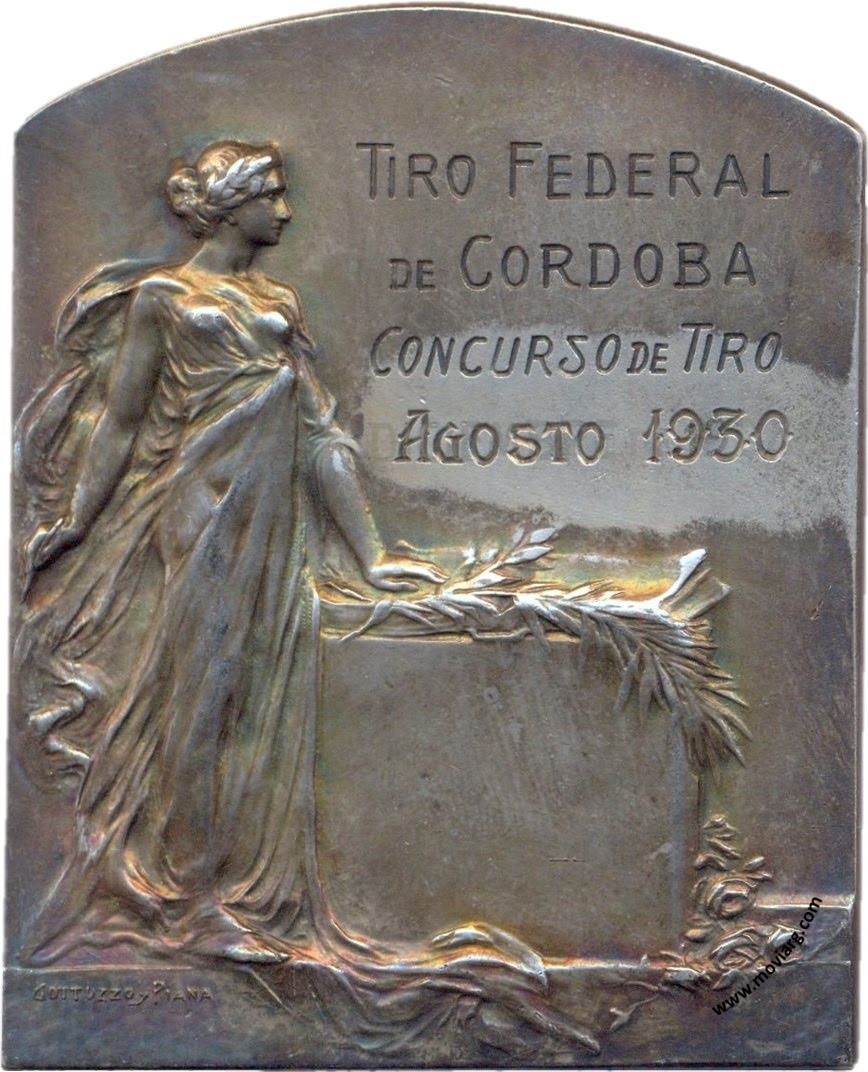 TIRO FEDERAL
DE CORDOBA
CONCURSO DE TIRO
AGOSTO 1930
GOTTUZZO y PIANA
www.moviarg.com